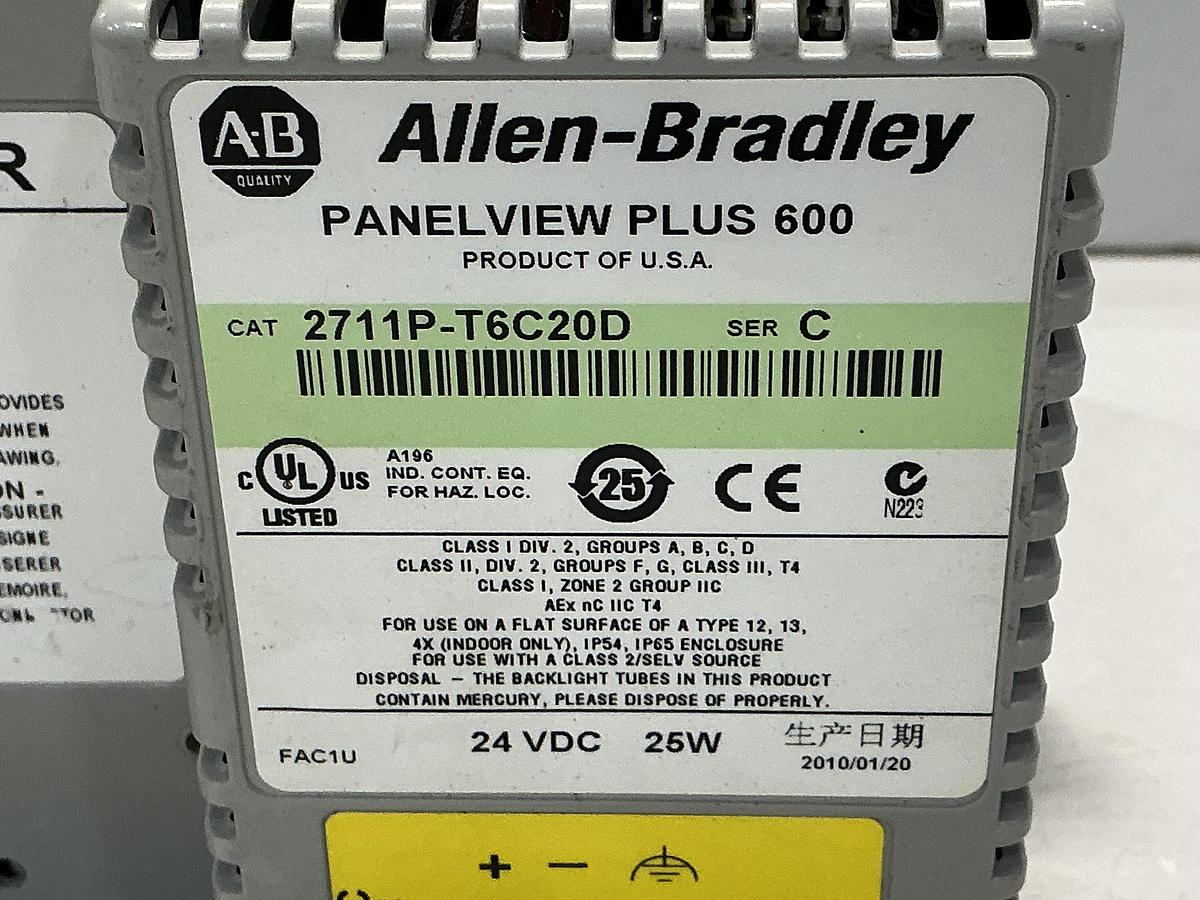 A-B
QUALITY
Allen-Bradley
PANELVIEW PLUS 600
PRODUCT OF U.S.A.
CAT 2711P-T6C20D SER C
C UL US
LISTED
A196
IND. CONT. EQ.
FOR HAZ. LOC.
25
CE
C
N223
CLASS I DIV. 2, GROUPS A, B, C, D
CLASS II, DIV. 2, GROUPS F, G, CLASS III, T4
CLASS I, ZONE 2 GROUP IIC
AEx nC IIC T4
FOR USE ON A FLAT SURFACE OF A TYPE 12, 13,
4X (INDOOR ONLY), IP54, IP65 ENCLOSURE
FOR USE WITH A CLASS 2/SELV SOURCE
DISPOSAL – THE BACKLIGHT TUBES IN THIS PRODUCT
CONTAIN MERCURY, PLEASE DISPOSE OF PROPERLY.
FAC1U
24 VDC 25W
生产日期
2010/01/20
+ −
R
OVIDES
WHEN
AWING.
ON -
SSURER
SIGNE
SERER
EMOIRE.